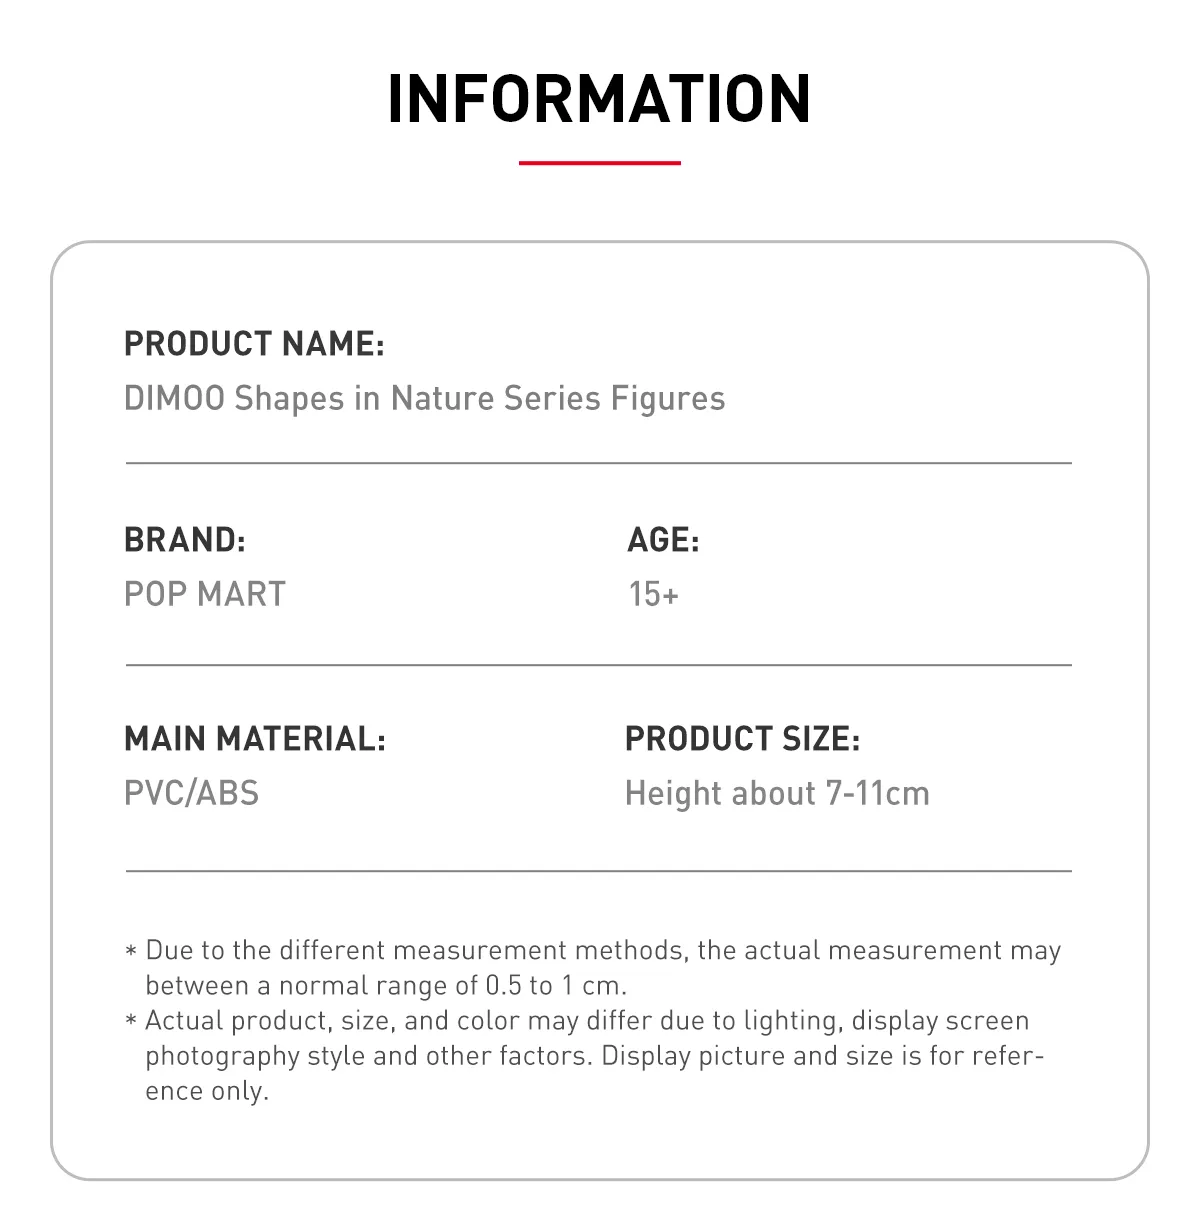 INFORMATION
PRODUCT NAME:
DIMOO Shapes in Nature Series Figures
BRAND:
POP MART
AGE:
15+
MAIN MATERIAL:
PVC/ABS
PRODUCT SIZE:
Height about 7-11cm
* Due to the different measurement methods, the actual measurement may
between a normal range of 0.5 to 1 cm.
* Actual product, size, and color may differ due to lighting, display screen
photography style and other factors. Display picture and size is for refer-
ence only.